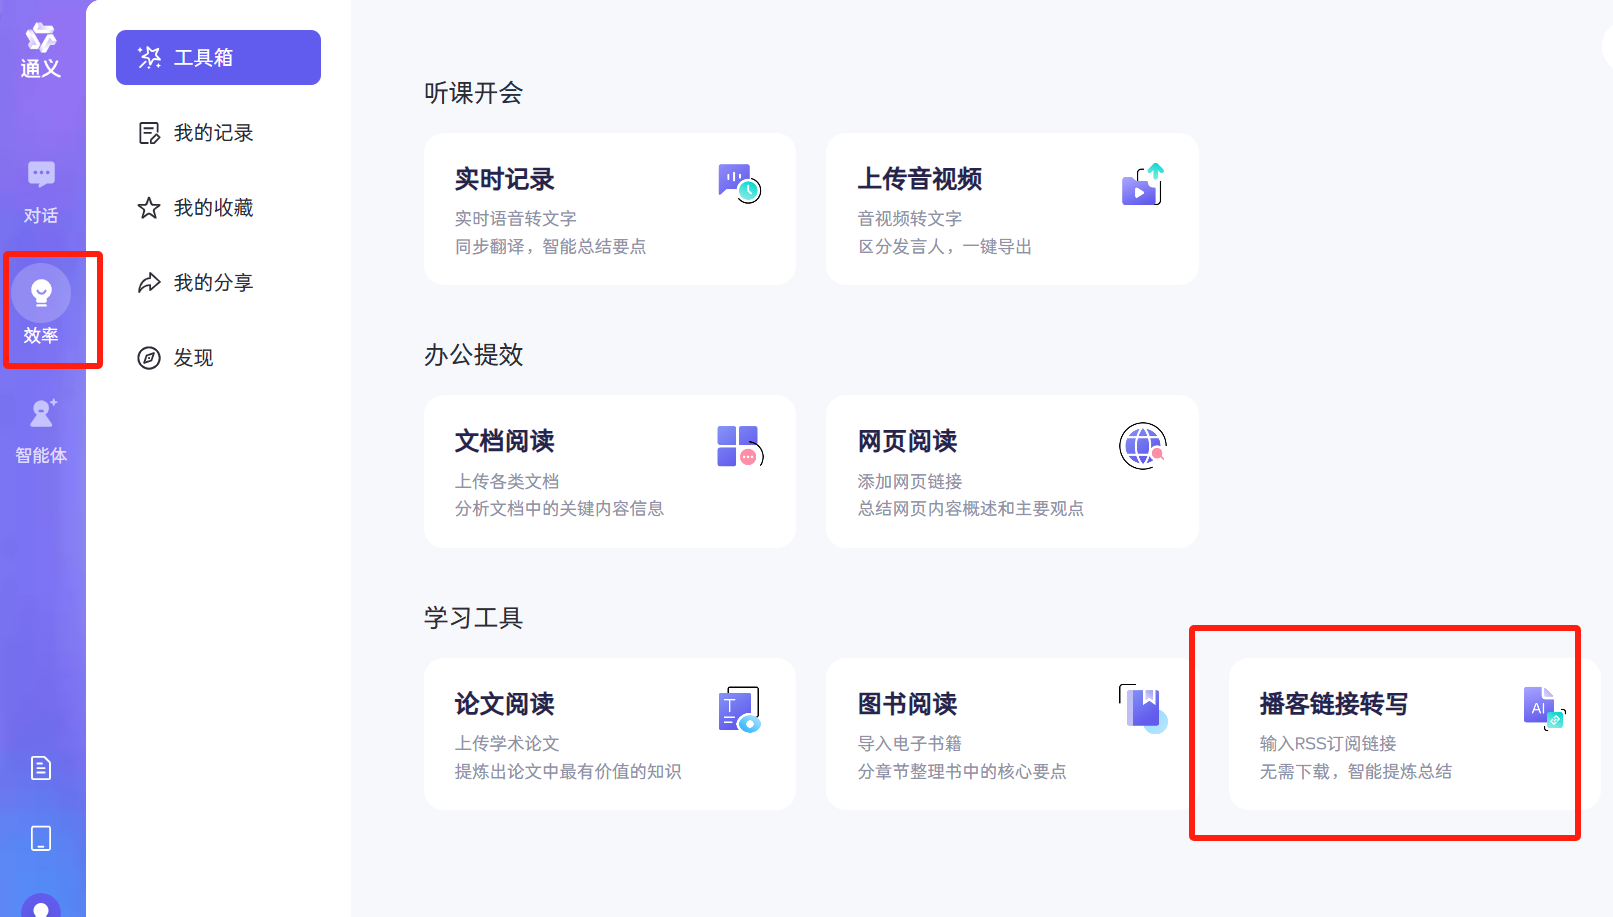 通义
对话
效率
智能体
工具箱
我的记录
我的收藏
我的分享
发现
听课开会
实时记录
实时语音转文字
同步翻译，智能总结要点
上传音视频
音视频转文字
区分发言人，一键导出
办公提效
文档阅读
上传各类文档
分析文档中的关键内容信息
网页阅读
添加网页链接
总结网页内容概述和主要观点
学习工具
论文阅读
上传学术论文
提炼出论文中最有价值的知识
图书阅读
导入电子书籍
分章节整理书中的核心要点
播客链接转写
输入RSS订阅链接
无需下载，智能提炼总结
AI